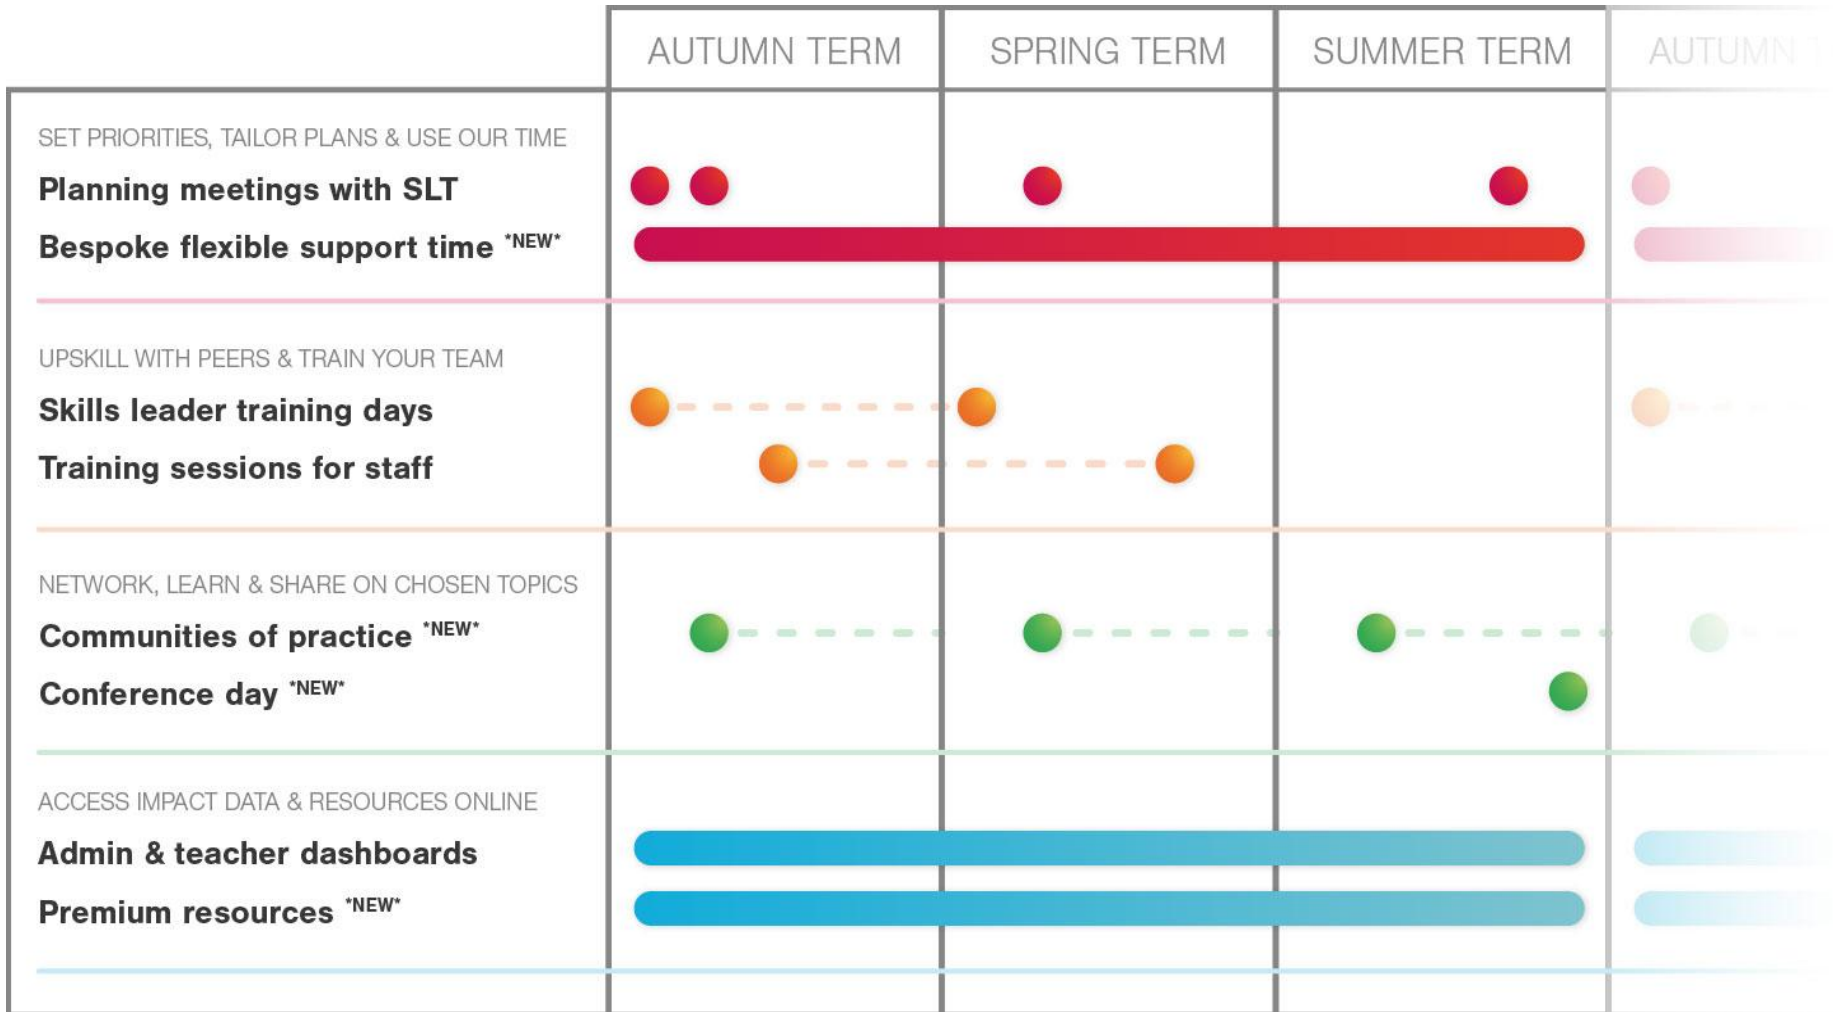 AUTUMN TERM
SPRING TERM
SUMMER TERM
AUTUMN T
SET PRIORITIES, TAILOR PLANS & USE OUR TIME
Planning meetings with SLT
Bespoke flexible support time *NEW*
UPSKILL WITH PEERS & TRAIN YOUR TEAM
Skills leader training days
Training sessions for staff
NETWORK, LEARN & SHARE ON CHOSEN TOPICS
Communities of practice *NEW*
Conference day *NEW*
ACCESS IMPACT DATA & RESOURCES ONLINE
Admin & teacher dashboards
Premium resources *NEW*